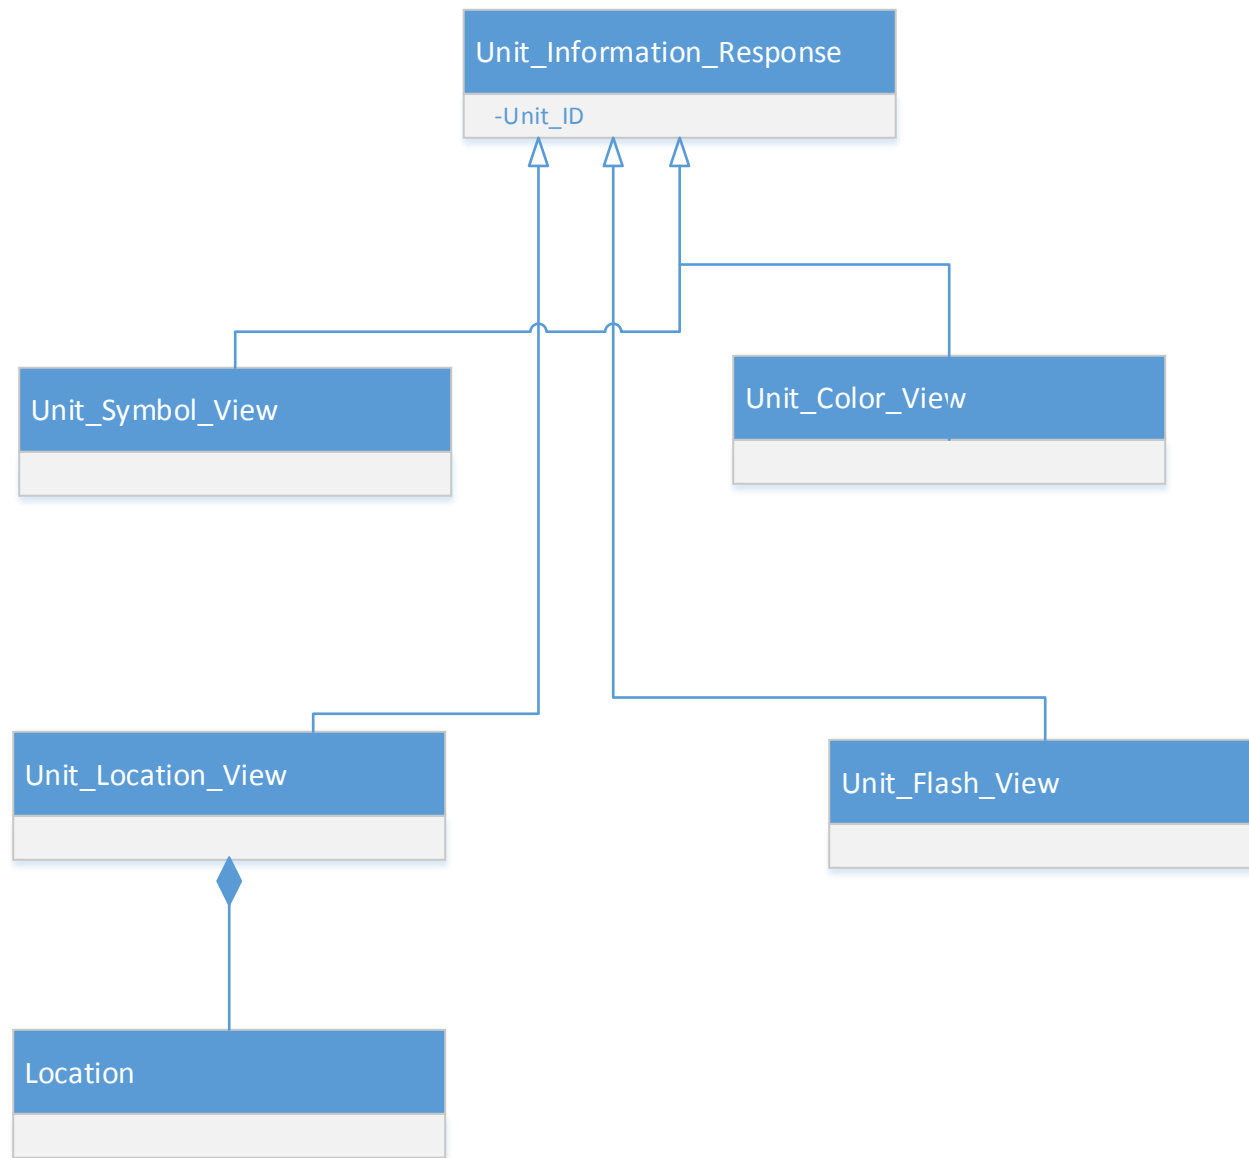 Unit_Information_Response
-Unit_ID
Unit_Symbol_View
Unit_Color_View
Unit_Location_View
Unit_Flash_View
Location